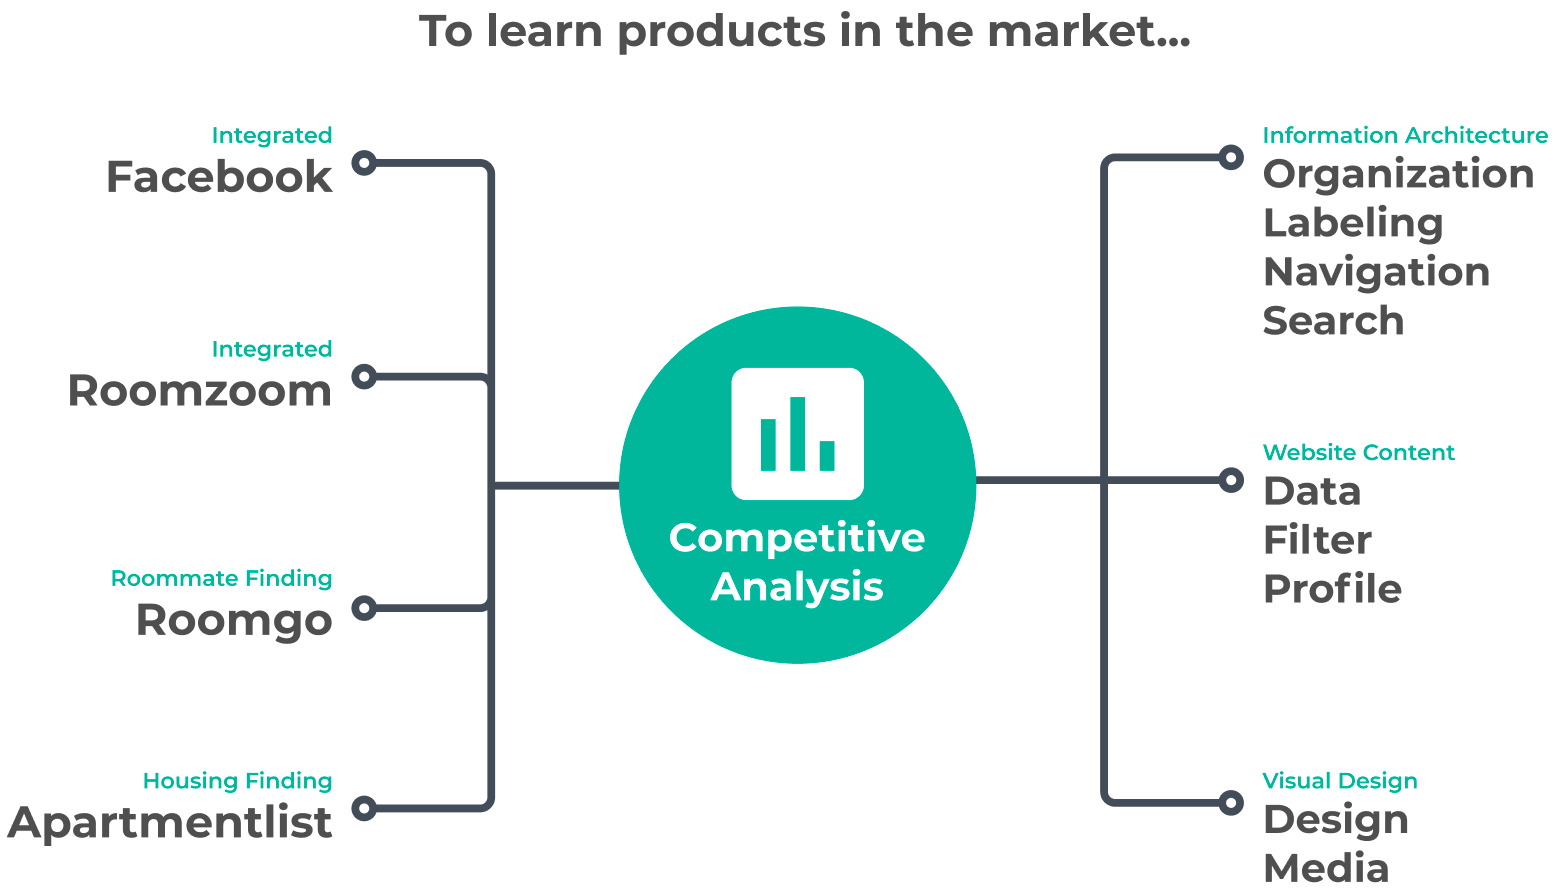 To learn products in the market...
Integrated
Facebook
Integrated
Roomzoom
Roommate Finding
Roomgo
Housing Finding
Apartmentlist
Competitive
Analysis
Information Architecture
Organization
Labeling
Navigation
Search
Website Content
Data
Filter
Profile
Visual Design
Design
Media